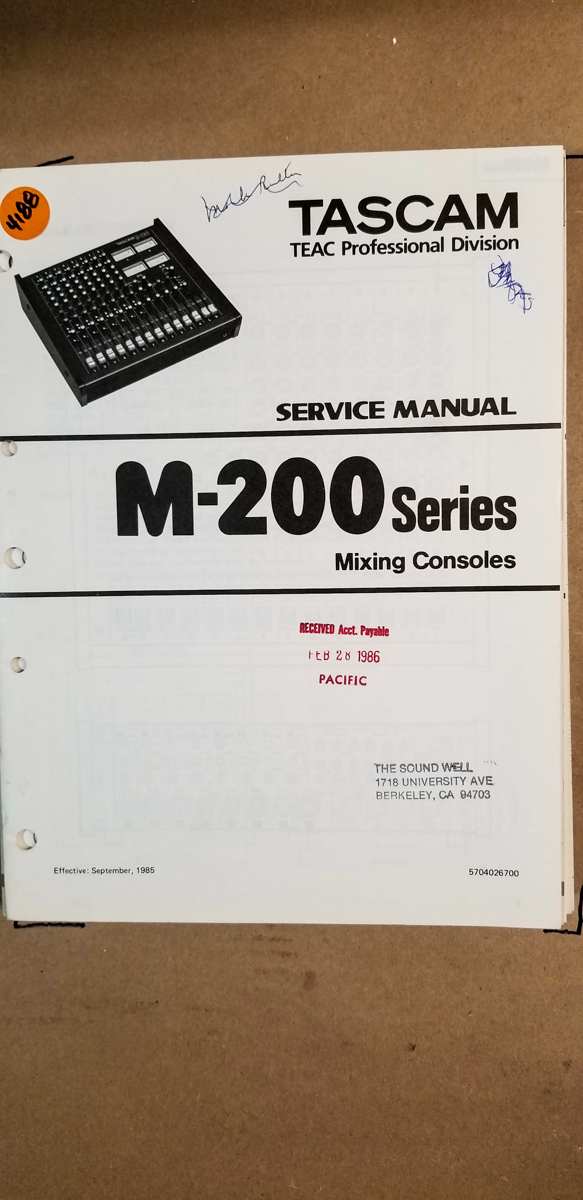 4188
TASCAM
TEAC Professional Division
TASCAM
SERVICE MANUAL
M-200 Series
Mixing Consoles
RECEIVED Acct. Payable
FEB 28 1986
PACIFIC
THE SOUND WELL
1718 UNIVERSITY AVE
BERKELEY, CA 94703
Effective: September, 1985
5704026700